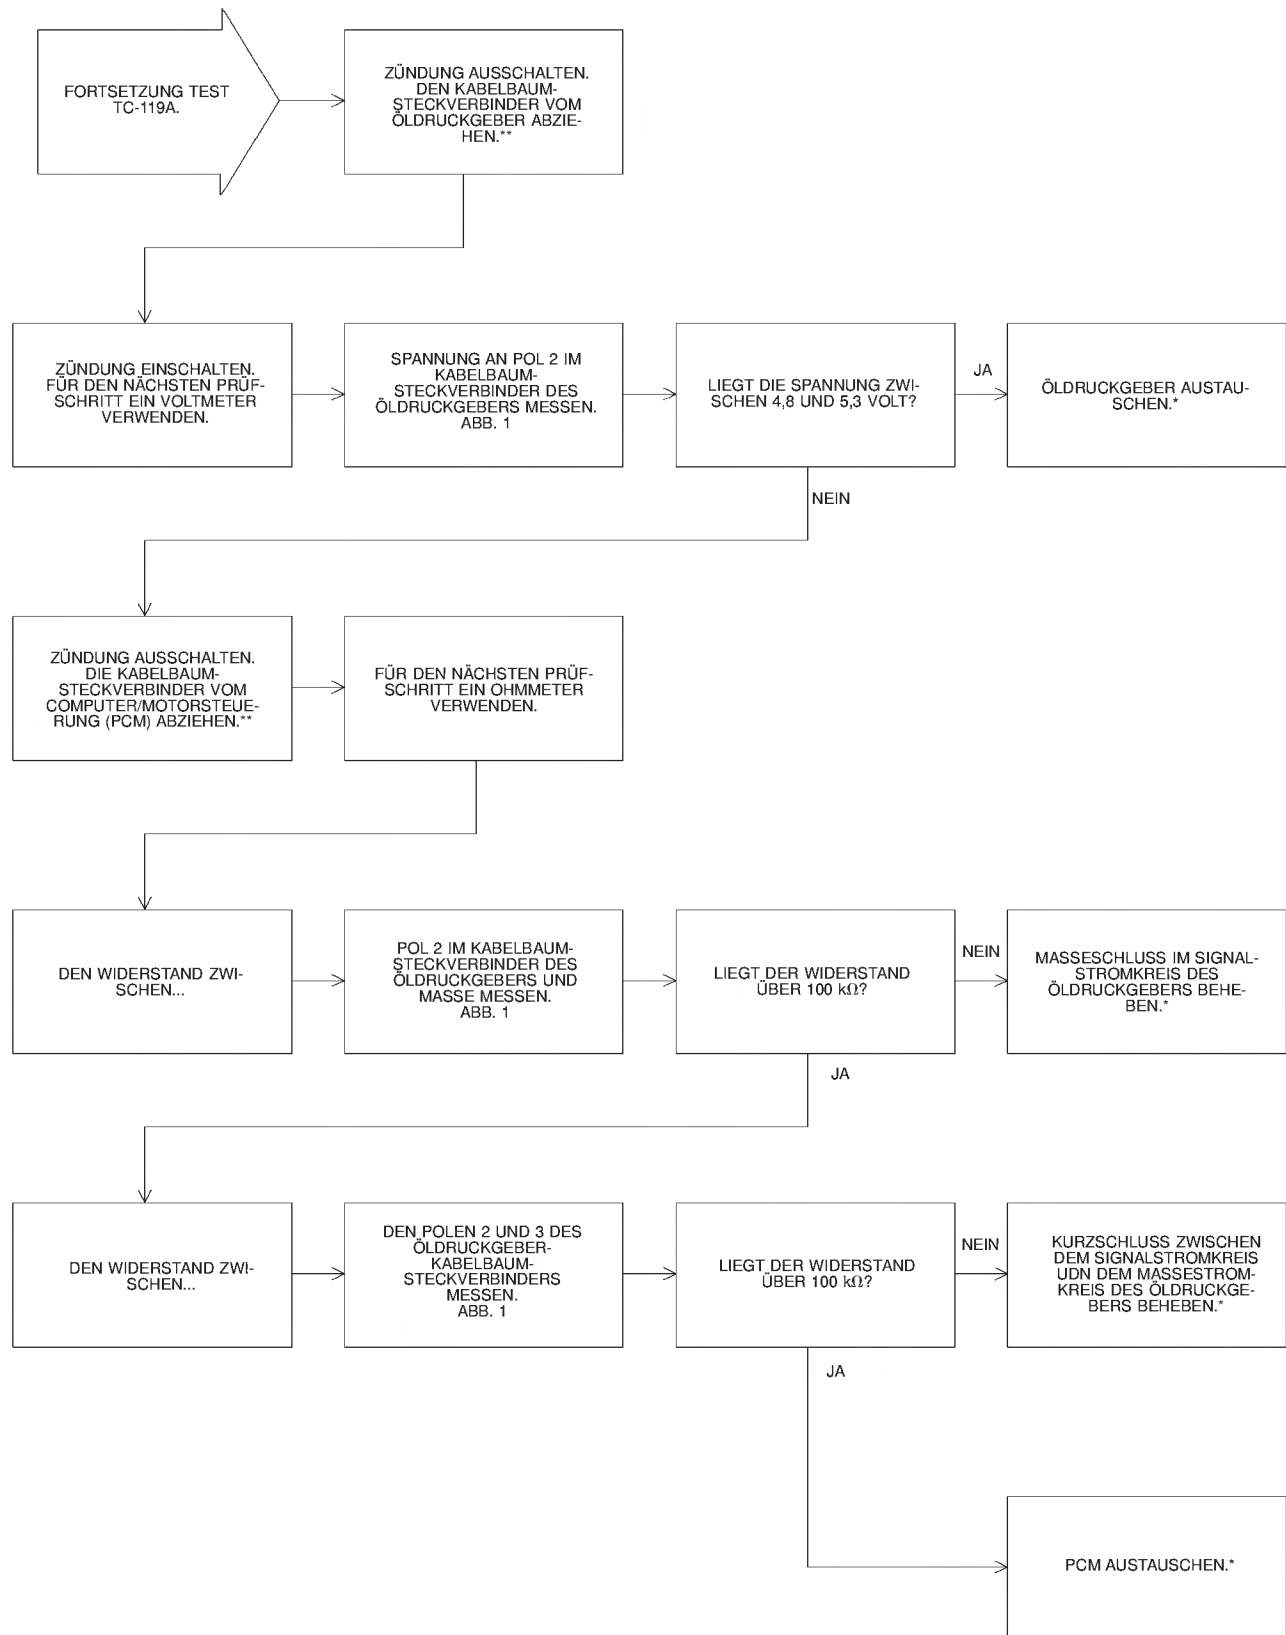 FORTSETZUNG TEST
TC-119A.
ZÜNDUNG AUSSCHALTEN.
DEN KABELBAUM-
STECKVERBINDER VOM
ÖLDRUCKGEBER ABZIE-
HEN.**
ZÜNDUNG EINSCHALTEN.
FÜR DEN NÄCHSTEN PRÜF-
SCHRITT EIN VOLTMETER
VERWENDEN.
SPANNUNG AN POL 2 IM
KABELBAUM-
STECKVERBINDER DES
ÖLDRUCKGEBERS MESSEN.
ABB. 1
LIEGT DIE SPANNUNG ZWI-
SCHEN 4,8 UND 5,3 VOLT?
JA
ÖLDRUCKGEBER AUSTAU-
SCHEN.*
NEIN
ZÜNDUNG AUSSCHALTEN.
DIE KABELBAUM-
STECKVERBINDER VOM
COMPUTER/MOTORSTEUE-
RUNG (PCM) ABZIEHEN.**
FÜR DEN NÄCHSTEN PRÜF-
SCHRITT EIN OHMMETER
VERWENDEN.
DEN WIDERSTAND ZWI-
SCHEN...
POL 2 IM KABELBAUM-
STECKVERBINDER DES
ÖLDRUCKGEBERS UND
MASSE MESSEN.
ABB. 1
LIEGT DER WIDERSTAND
ÜBER 100 kΩ?
NEIN
MASSESCHLUSS IM SIGNAL-
STROMKREIS DES
ÖLDRUCKGEBERS BEHE-
BEN.*
JA
DEN WIDERSTAND ZWI-
SCHEN...
DEN POLEN 2 UND 3 DES
ÖLDRUCKGEBER-
KABELBAUM-
STECKVERBINDERS
MESSEN.
ABB. 1
LIEGT DER WIDERSTAND
ÜBER 100 kΩ?
NEIN
KURZSCHLUSS ZWISCHEN
DEM SIGNALSTROMKREIS
UDN DEM MASSESTROM-
KREIS DES ÖLDRUCKGE-
BERS BEHEBEN.*
JA
PCM AUSTAUSCHEN.*